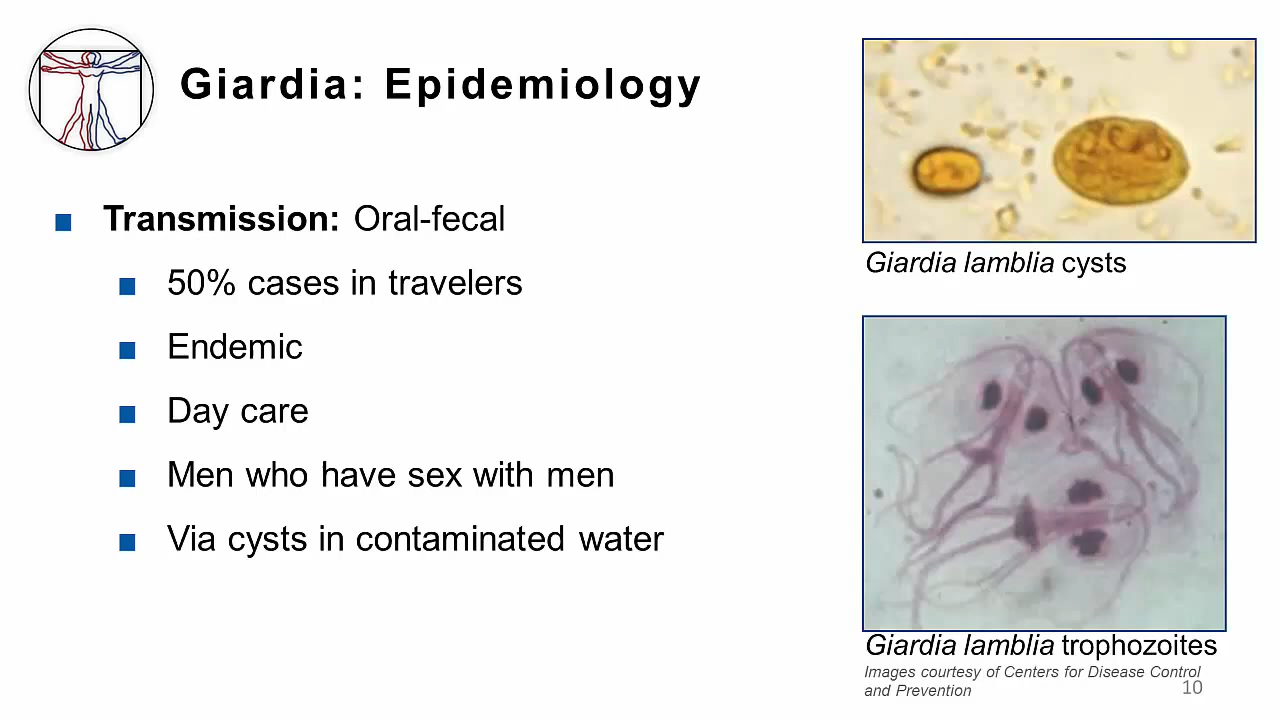 Giardia: Epidemiology
Transmission: Oral-fecal
50% cases in travelers
Endemic
Day care
Men who have sex with men
Via cysts in contaminated water
Giardia lamblia cysts
Giardia lamblia trophozoites
Images courtesy of Centers for Disease Control
and Prevention
10